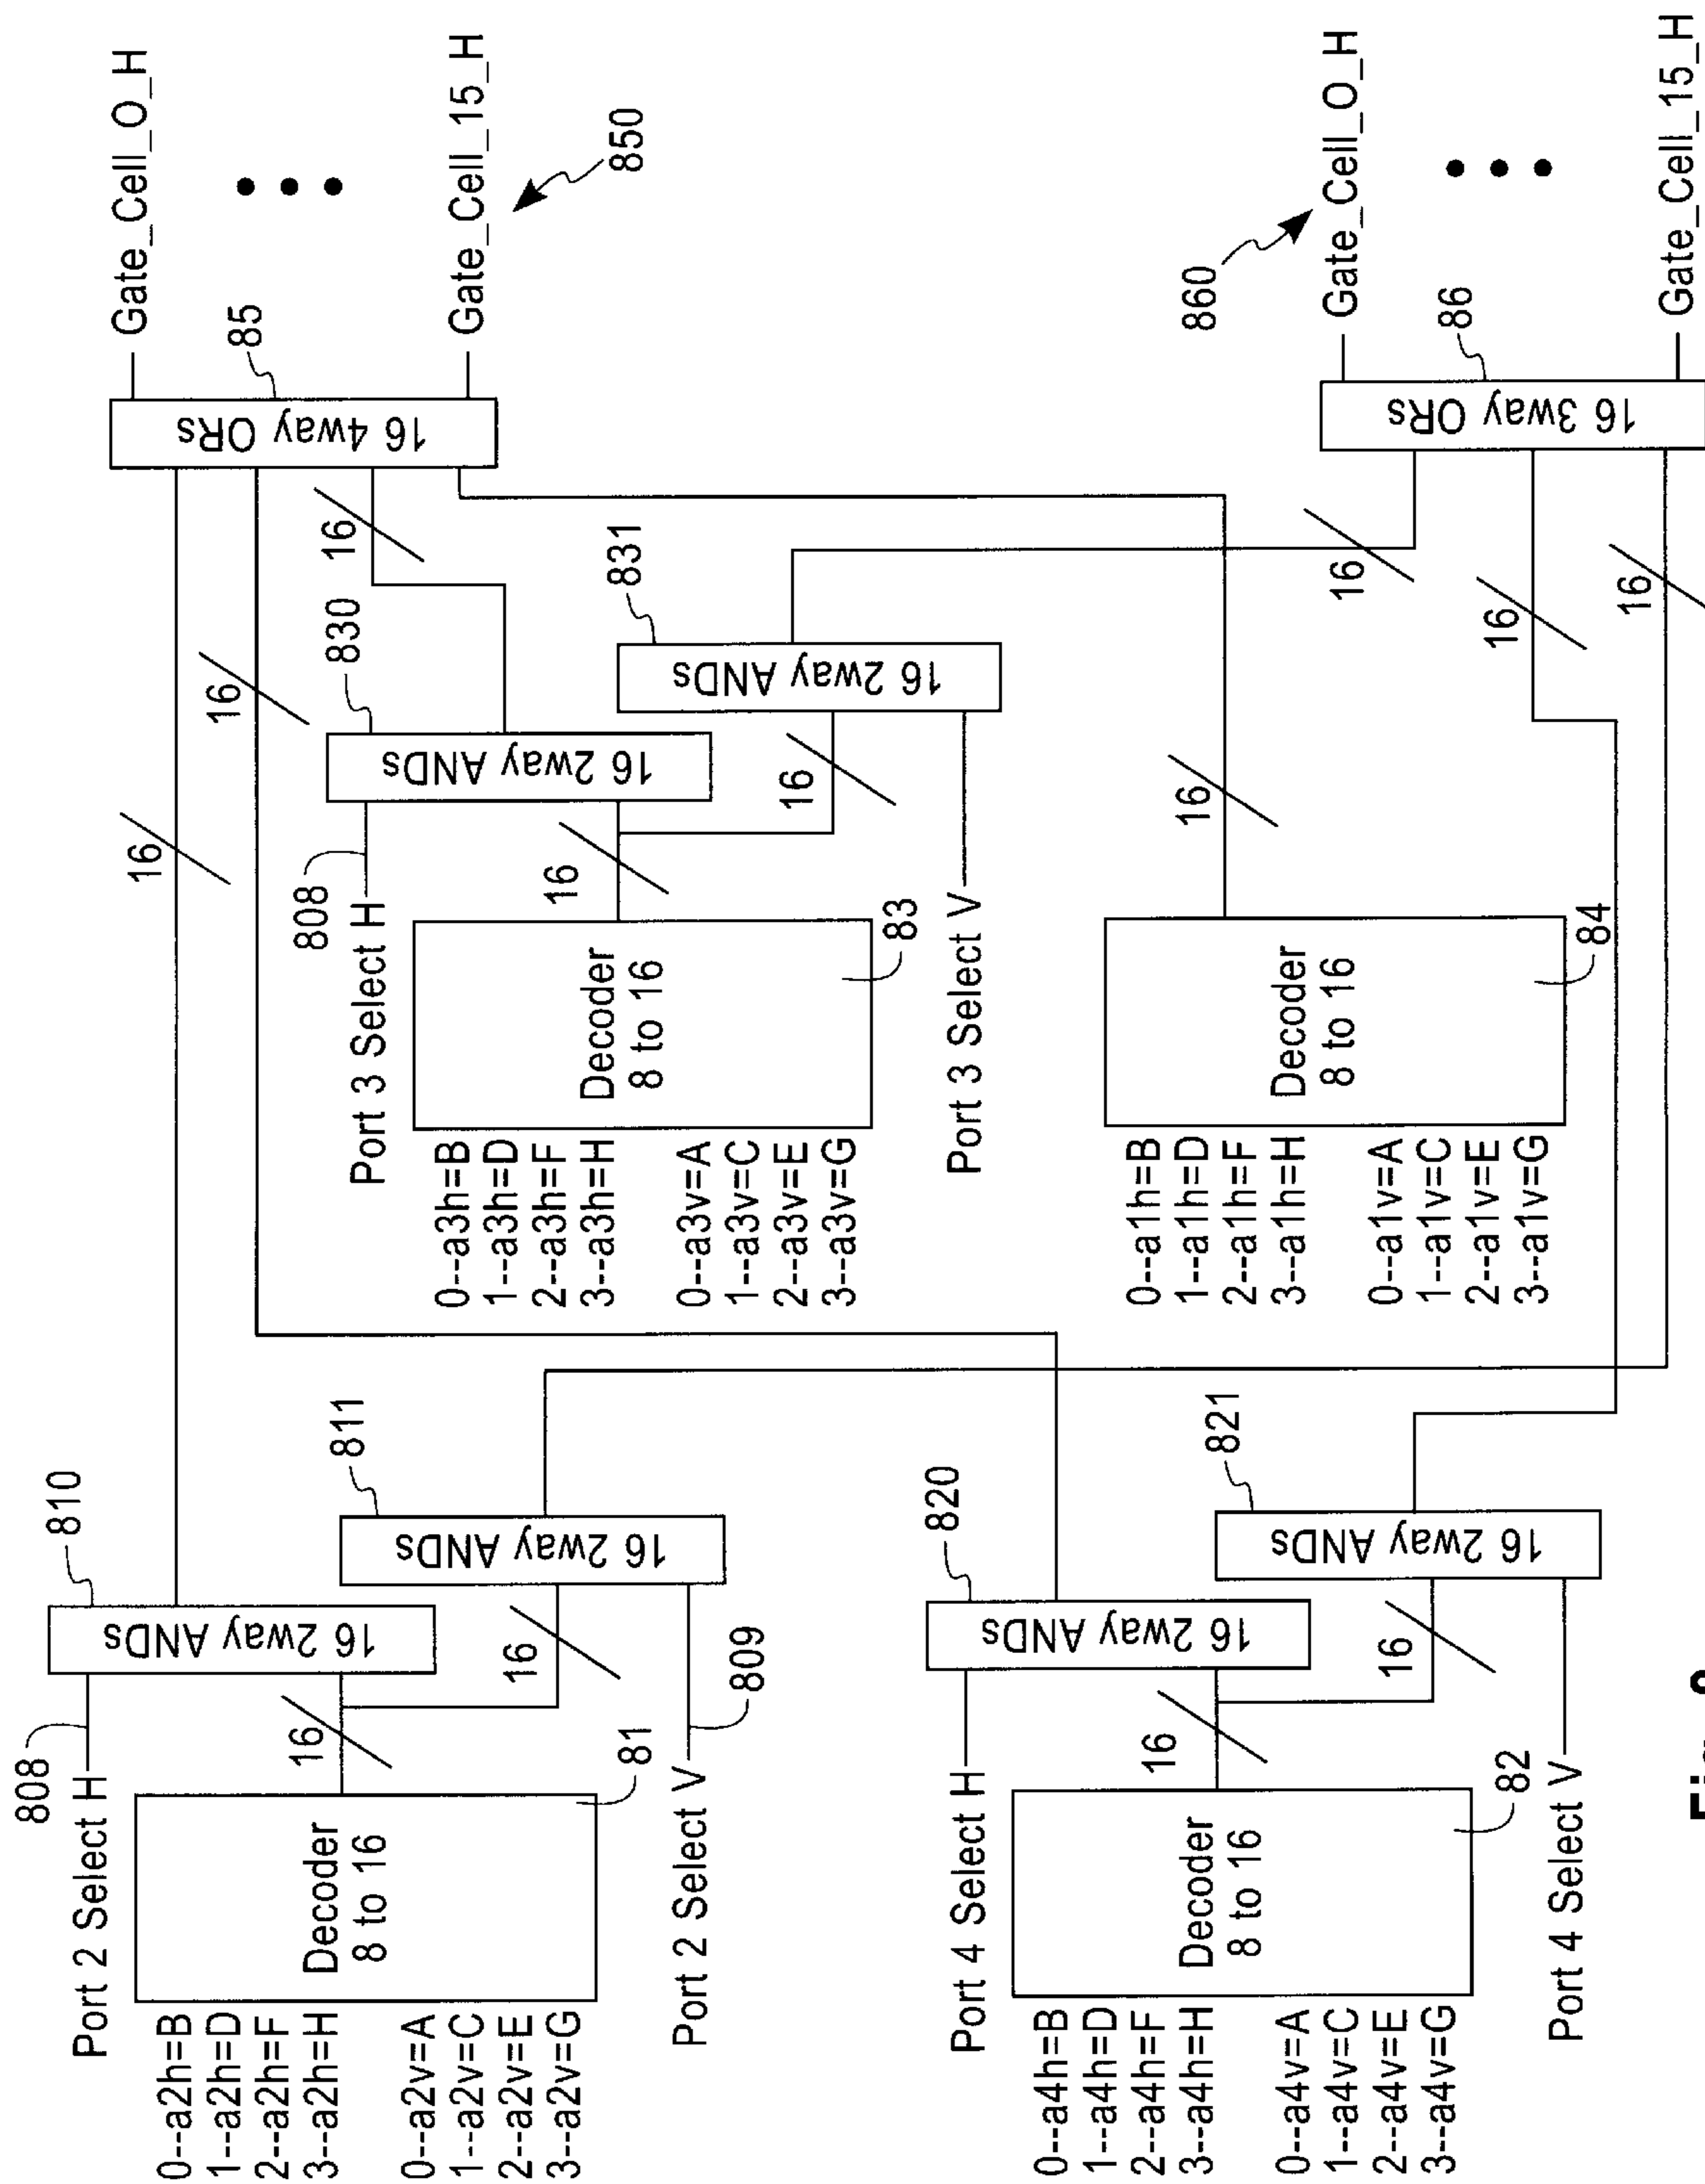 Gate_Cell_O_H
Gate_Cell_15_H
850
85
16 4way ORs
16
16
16
808
Port 3 Select H
830
16 2way ANDs
831
16 2way ANDs
16
16
0---a3h=B
1---a3h=D
2---a3h=F
3---a3h=H
0---a3v=A
1---a3v=C
2---a3v=E
3---a3v=G
Decoder
8 to 16
83
Port 3 Select V
860
Gate_Cell_O_H
Gate_Cell_15_H
86
16 3way ORs
16
16
16
16
0---a1h=B
1---a1h=D
2---a1h=F
3---a1h=H
0---a1v=A
1---a1v=C
2---a1v=E
3---a1v=G
Decoder
8 to 16
84
808
Port 2 Select H
810
16 2way ANDs
811
16 2way ANDs
16
16
0---a2h=B
1---a2h=D
2---a2h=F
3---a2h=H
0---a2v=A
1---a2v=C
2---a2v=E
3---a2v=G
Decoder
8 to 16
81
Port 2 Select V
809
Port 4 Select H
820
16 2way ANDs
821
16 2way ANDs
16
16
0---a4h=B
1---a4h=D
2---a4h=F
3---a4h=H
0---a4v=A
1---a4v=C
2---a4v=E
3---a4v=G
Decoder
8 to 16
82
Port 4 Select V